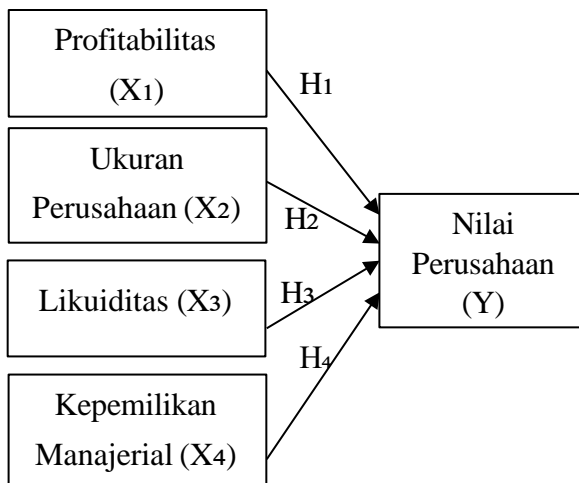 Profitabilitas
(X1)
H1
Ukuran
Perusahaan (X2)
H2
Nilai
Perusahaan
(Y)
Likuiditas (X3)
H3
H4
Kepemilikan
Manajerial (X4)